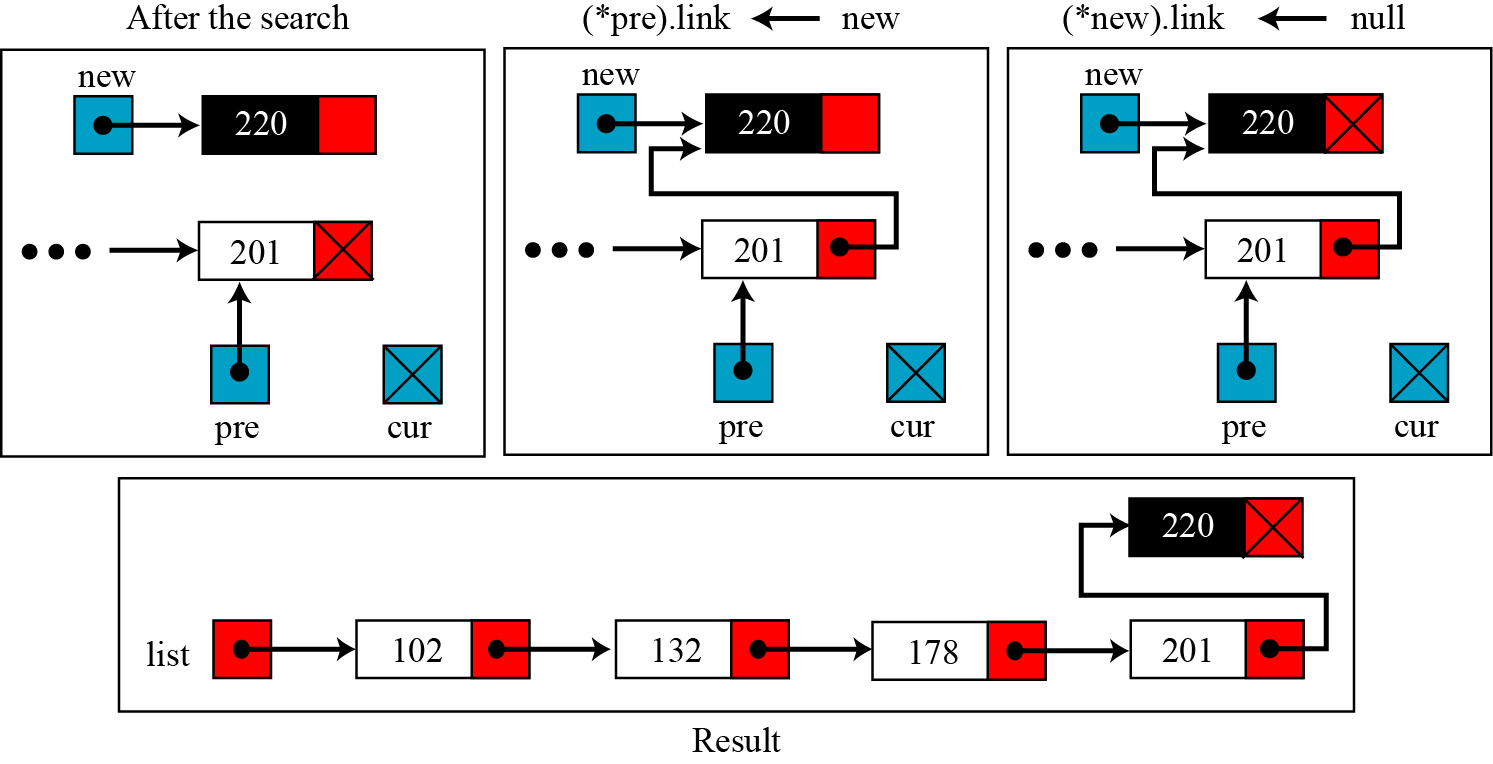 After the search
(*pre).link ← new
(*new).link ← null
new
220
201
pre cur
new
220
201
pre cur
new
220
201
pre cur
220
list 102 132 178 201
Result